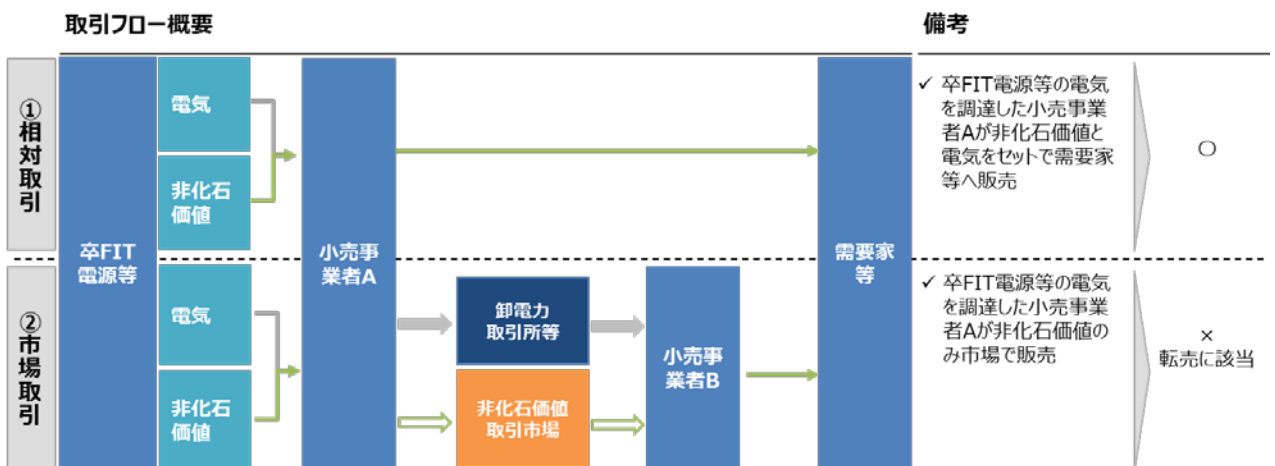 取引フロー概要
備考
①相対取引
卒FIT
電源等
電気
非化石
価値
小売事
業者A
需要家
等
✓ 卒FIT電源等の電気
を調達した小売事業
者Aが非化石価値と
電気をセットで需要家
等へ販売
○
②市場取引
電気
非化石
価値
卸電力
取引所等
非化石価値
取引市場
小売事
業者B
✓ 卒FIT電源等の電気
を調達した小売事業
者Aが非化石価値の
み市場で販売
×
転売に該当